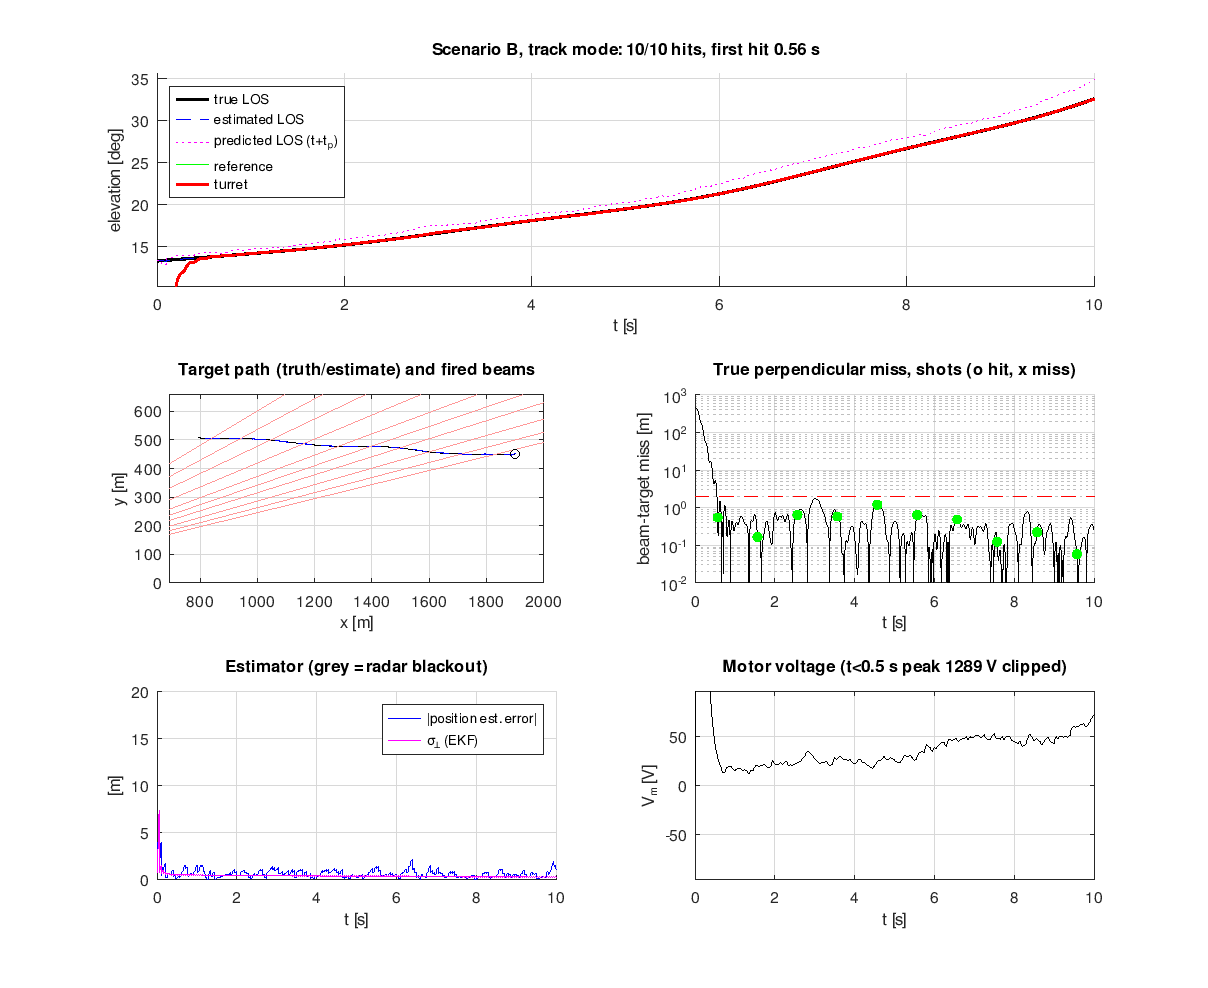 Scenario B, track mode: 10/10 hits, first hit 0.56 s
35
30
25
20
15
elevation [deg]
true LOS
estimated LOS
predicted LOS (t+t_p)
reference
turret
0 2 4 6 8 10
t [s]
Target path (truth/estimate) and fired beams
600
500
400
300
200
100
0
y [m]
800 1000 1200 1400 1600 1800 2000
x [m]
True perpendicular miss, shots (o hit, x miss)
10^3
10^2
10^1
10^0
10^-1
10^-2
beam-target miss [m]
0 2 4 6 8 10
t [s]
Estimator (grey = radar blackout)
20
15
10
5
0
[m]
|position est. error|
σ⊥ (EKF)
0 2 4 6 8 10
t [s]
Motor voltage (t<0.5 s peak 1289 V clipped)
50
0
-50
V_m [V]
0 2 4 6 8 10
t [s]